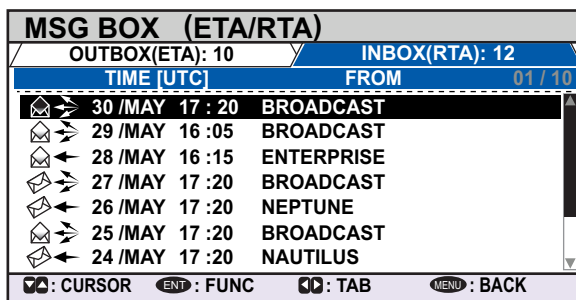 MSG BOX (ETA/RTA)
OUTBOX(ETA): 10 INBOX(RTA): 12
TIME [UTC] FROM 01 / 10
30 /MAY 17 : 20 BROADCAST
29 /MAY 16 :05 BROADCAST
28 /MAY 16 :15 ENTERPRISE
27 /MAY 17 :20 BROADCAST
26 /MAY 17 :20 NEPTUNE
25 /MAY 17 :20 BROADCAST
24 /MAY 17 :20 NAUTILUS
: CURSOR ENT : FUNC : TAB MENU : BACK